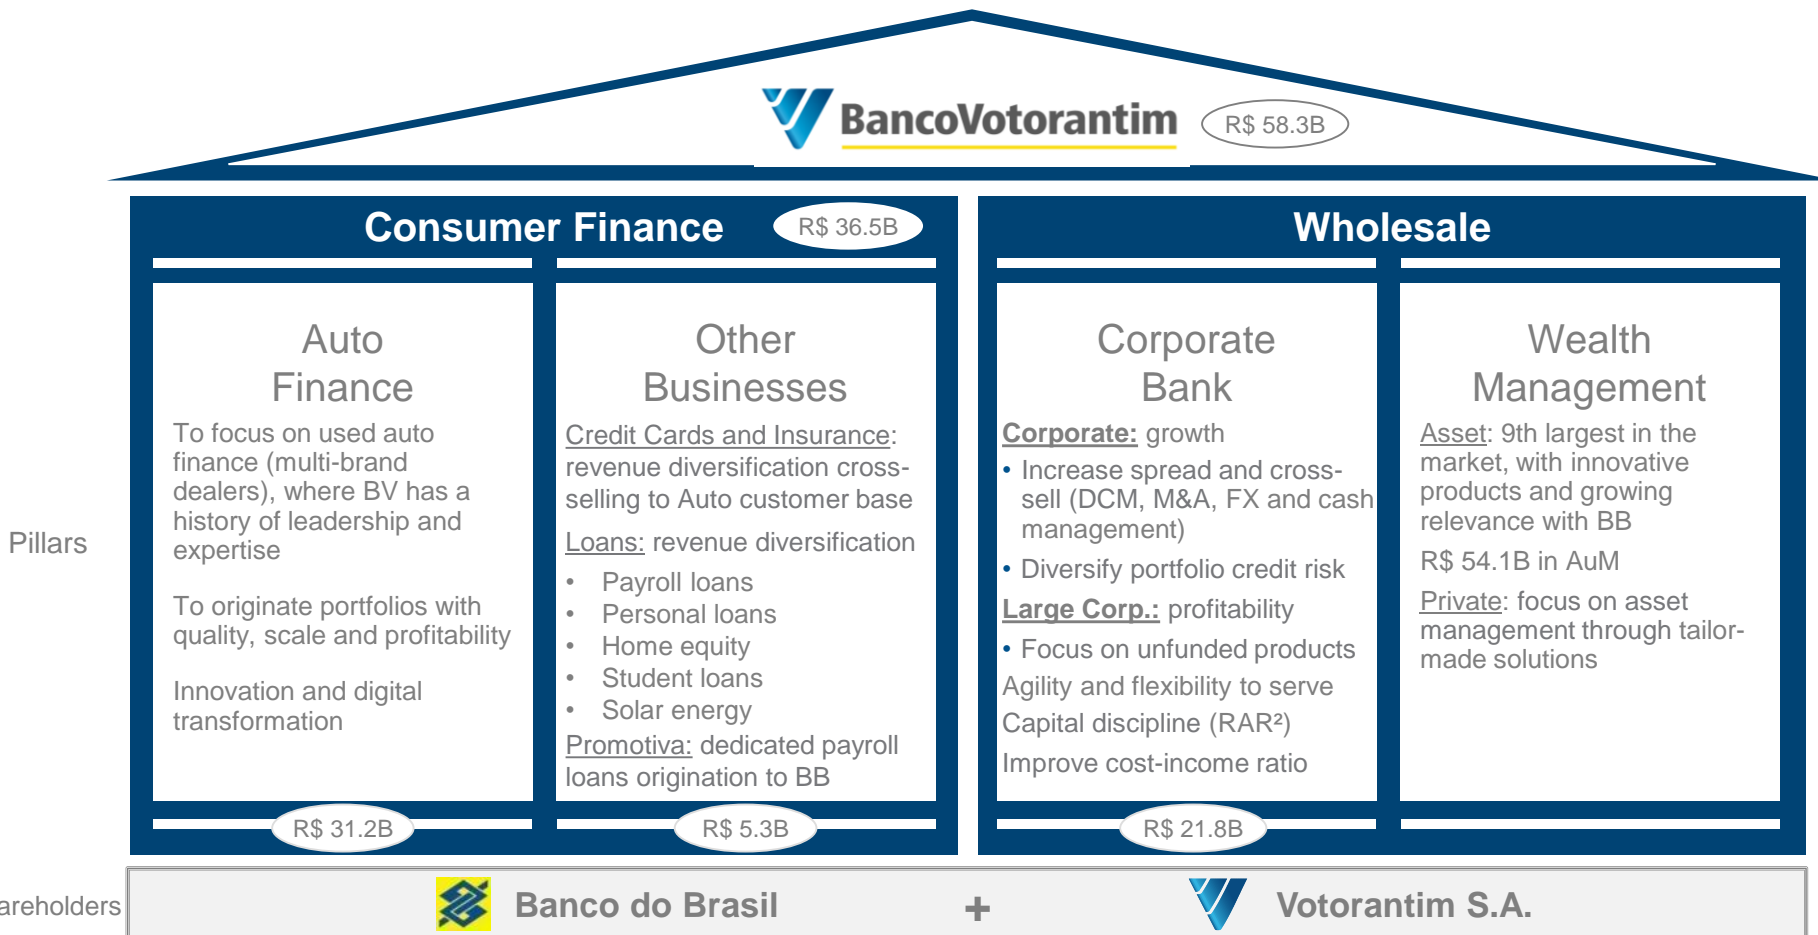 BancoVotorantim
R$ 58.3B
Consumer Finance
R$ 36.5B
Wholesale
Pillars
Auto
Finance
To focus on used auto
finance (multi-brand
dealers), where BV has a
history of leadership and
expertise
To originate portfolios with
quality, scale and profitability
Innovation and digital
transformation
R$ 31.2B
Other
Businesses
Credit Cards and Insurance:
revenue diversification cross-
selling to Auto customer base
Loans: revenue diversification
• Payroll loans
• Personal loans
• Home equity
• Student loans
• Solar energy
Promotiva: dedicated payroll
loans origination to BB
R$ 5.3B
Corporate
Bank
Corporate: growth
• Increase spread and cross-
sell (DCM, M&A, FX and cash
management)
• Diversify portfolio credit risk
Large Corp.: profitability
• Focus on unfunded products
Agility and flexibility to serve
Capital discipline (RAR²)
Improve cost-income ratio
R$ 21.8B
Wealth
Management
Asset: 9th largest in the
market, with innovative
products and growing
relevance with BB
R$ 54.1B in AuM
Private: focus on asset
management through tailor-
made solutions
areholders
Banco do Brasil
+
Votorantim S.A.